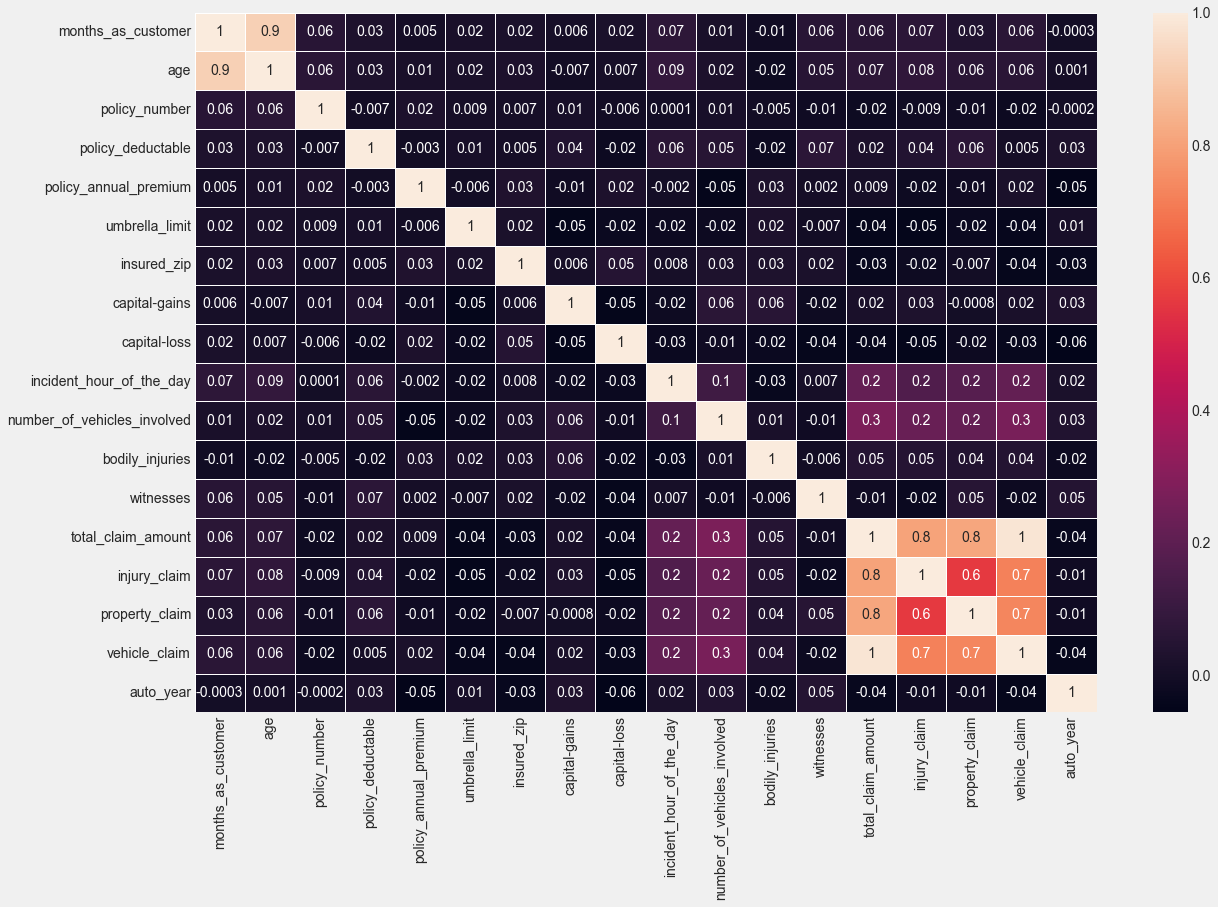 months_as_customer 1 0.9 0.06 0.03 0.005 0.02 0.02 0.006 0.02 0.07 0.01 -0.01 0.06 0.06 0.07 0.03 0.06 -0.0003
age 0.9 1 0.06 0.03 0.01 0.02 0.03 -0.007 0.007 0.09 0.02 -0.02 0.05 0.07 0.08 0.06 0.06 0.001
policy_number 0.06 0.06 1 -0.007 0.02 0.009 0.007 0.01 -0.006 0.0001 0.01 -0.005 -0.01 -0.02 -0.009 -0.01 -0.02 -0.0002
policy_deductable 0.03 0.03 -0.007 1 -0.003 0.01 0.005 0.04 -0.02 0.06 0.05 -0.02 0.07 0.02 0.04 0.06 0.005 0.03
policy_annual_premium 0.005 0.01 0.02 -0.003 1 -0.006 0.03 -0.01 0.02 -0.002 -0.05 0.03 0.002 0.009 -0.02 -0.01 0.02 -0.05
umbrella_limit 0.02 0.02 0.009 0.01 -0.006 1 0.02 -0.05 -0.02 -0.02 -0.02 0.02 -0.007 -0.04 -0.05 -0.02 -0.04 0.01
insured_zip 0.02 0.03 0.007 0.005 0.03 0.02 1 0.006 0.05 0.008 0.03 0.03 0.02 -0.03 -0.02 -0.007 -0.04 -0.03
capital-gains 0.006 -0.007 0.01 0.04 -0.01 -0.05 0.006 1 -0.05 -0.02 0.06 0.06 -0.02 0.02 0.03 -0.0008 0.02 0.03
capital-loss 0.02 0.007 -0.006 -0.02 0.02 -0.02 0.05 -0.05 1 -0.03 -0.01 -0.02 -0.04 -0.04 -0.05 -0.02 -0.03 -0.06
incident_hour_of_the_day 0.07 0.09 0.0001 0.06 -0.002 -0.02 0.008 -0.02 -0.03 1 0.1 -0.03 0.007 0.2 0.2 0.2 0.2 0.02
number_of_vehicles_involved 0.01 0.02 0.01 0.05 -0.05 -0.02 0.03 0.06 -0.01 0.1 1 0.01 -0.01 0.3 0.2 0.2 0.3 0.03
bodily_injuries -0.01 -0.02 -0.005 -0.02 0.03 0.02 0.03 0.06 -0.02 -0.03 0.01 1 -0.006 0.05 0.05 0.04 0.04 -0.02
witnesses 0.06 0.05 -0.01 0.07 0.002 -0.007 0.02 -0.02 -0.04 0.007 -0.01 -0.006 1 -0.01 -0.02 0.05 -0.02 0.05
total_claim_amount 0.06 0.07 -0.02 0.02 0.009 -0.04 -0.03 0.02 -0.04 0.2 0.3 0.05 -0.01 1 0.8 0.8 1 -0.04
injury_claim 0.07 0.08 -0.009 0.04 -0.02 -0.05 -0.02 0.03 -0.05 0.2 0.2 0.05 -0.02 0.8 1 0.6 0.7 -0.01
property_claim 0.03 0.06 -0.01 0.06 -0.01 -0.02 -0.007 -0.0008 -0.02 0.2 0.2 0.04 0.05 0.8 0.6 1 0.7 -0.01
vehicle_claim 0.06 0.06 -0.02 0.005 0.02 -0.04 -0.04 0.02 -0.03 0.2 0.3 0.04 -0.02 1 0.7 0.7 1 -0.04
auto_year -0.0003 0.001 -0.0002 0.03 -0.05 0.01 -0.03 0.03 -0.06 0.02 0.03 -0.02 0.05 -0.04 -0.01 -0.01 -0.04 1
months_as_customer
age
policy_number
policy_deductable
policy_annual_premium
umbrella_limit
insured_zip
capital-gains
capital-loss
incident_hour_of_the_day
number_of_vehicles_involved
bodily_injuries
witnesses
total_claim_amount
injury_claim
property_claim
vehicle_claim
auto_year
1.0
0.8
0.6
0.4
0.2
0.0